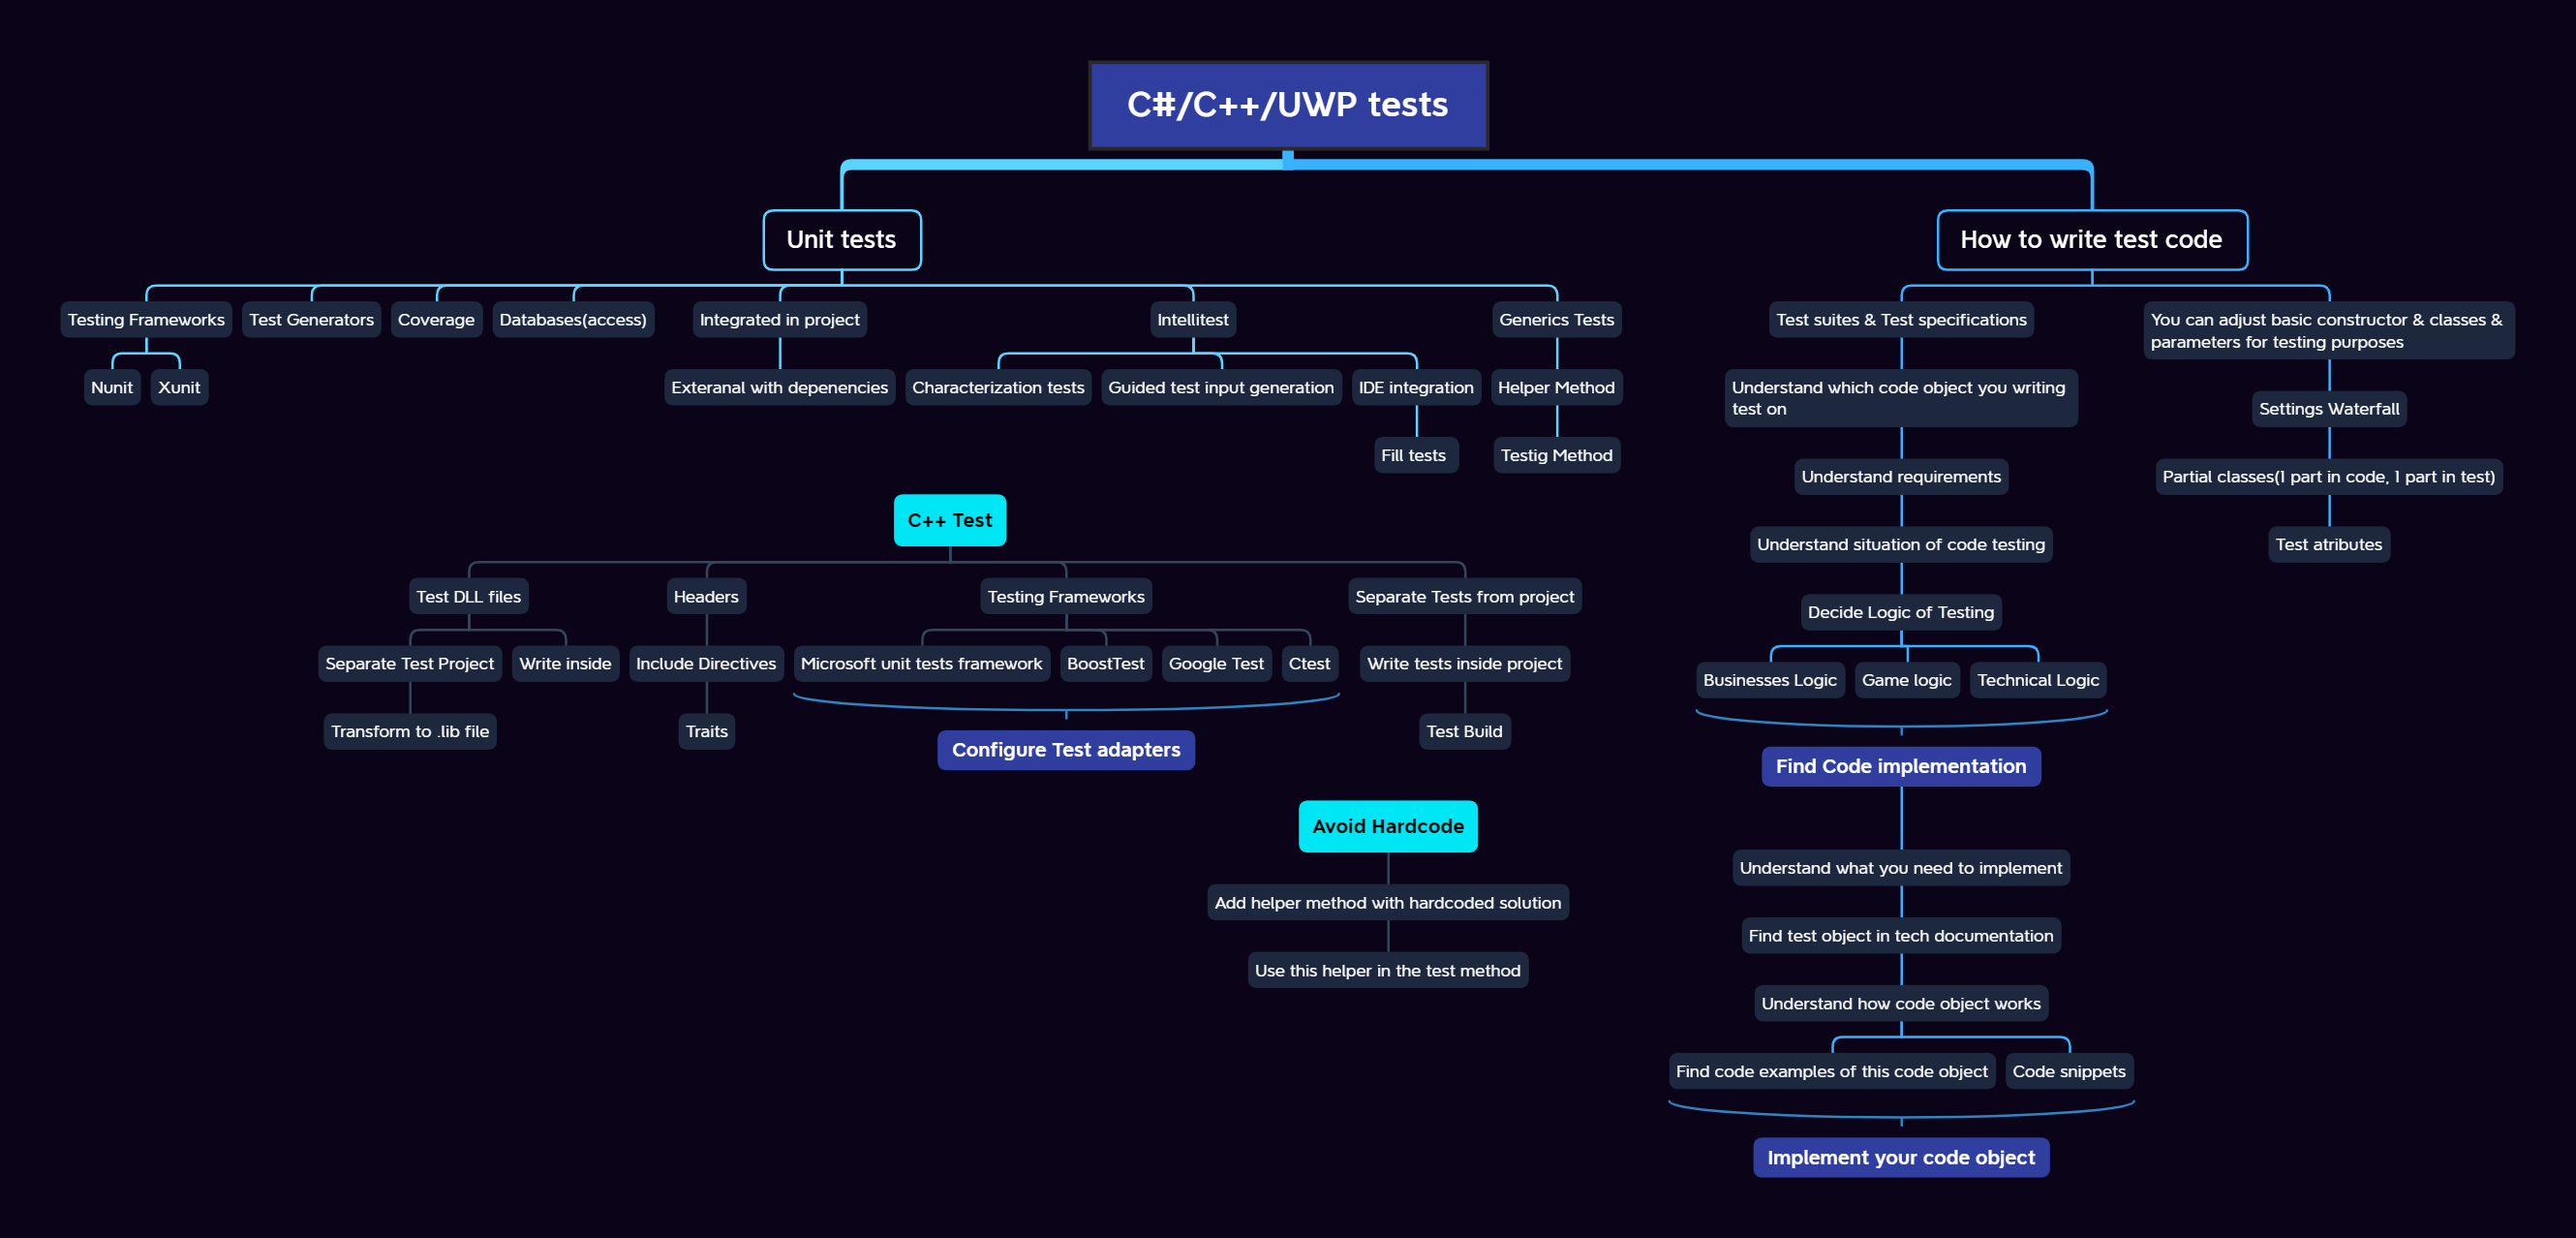 C#/C++/UWP tests
Unit tests
How to write test code
Testing Frameworks
Test Generators
Coverage
Databases(access)
Integrated in project
Intellitest
Generics Tests
Test suites & Test specifications
You can adjust basic constructor & classes &
parameters for testing purposes
Nunit
Xunit
Exteranal with depenencies
Characterization tests
Guided test input generation
IDE integration
Helper Method
Understand which code object you writing
test on
Settings Waterfall
Fill tests
Testig Method
Understand requirements
Partial classes(1 part in code, 1 part in test)
C++ Test
Understand situation of code testing
Test atributes
Test DLL files
Headers
Testing Frameworks
Separate Tests from project
Decide Logic of Testing
Separate Test Project
Write inside
Include Directives
Microsoft unit tests framework
BoostTest
Google Test
Ctest
Write tests inside project
Businesses Logic
Game logic
Technical Logic
Transform to .lib file
Traits
Configure Test adapters
Test Build
Find Code implementation
Avoid Hardcode
Understand what you need to implement
Add helper method with hardcoded solution
Find test object in tech documentation
Use this helper in the test method
Understand how code object works
Find code examples of this code object
Code snippets
Implement your code object